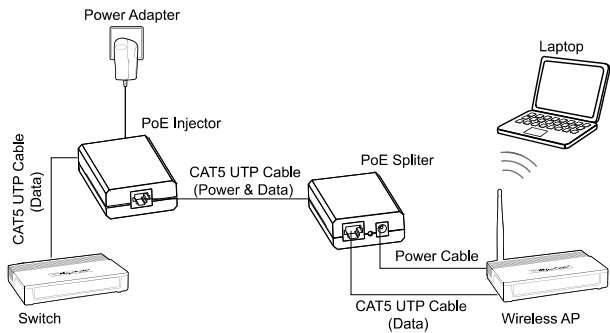 Power Adapter
Laptop
PoE Injector
PoE Spliter
CAT5 UTP Cable
(Data)
CAT5 UTP Cable
(Power & Data)
Power Cable
CAT5 UTP Cable
(Data)
Switch
Wireless AP